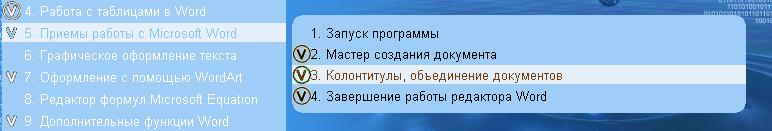 4. Работа с таблицами в Word
5. Приемы работы с Microsoft Word
6. Графическое оформление текста
7. Оформление с помощью WordArt
8. Редактор формул Microsoft Equation
9. Дополнительные функции Word
1. Запуск программы
2. Мастер создания документа
3. Колонтитулы, объединение документов
4. Завершение работы редактора Word